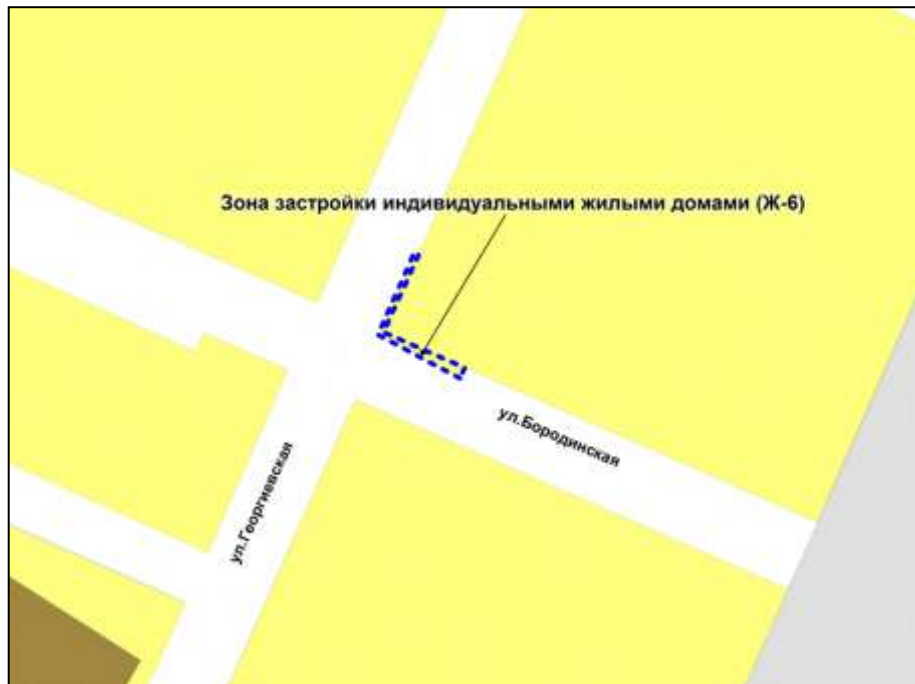 Зона застройки индивидуальными жилыми домами (Ж-6)
ул.Бородинская
ул.Георгиевская